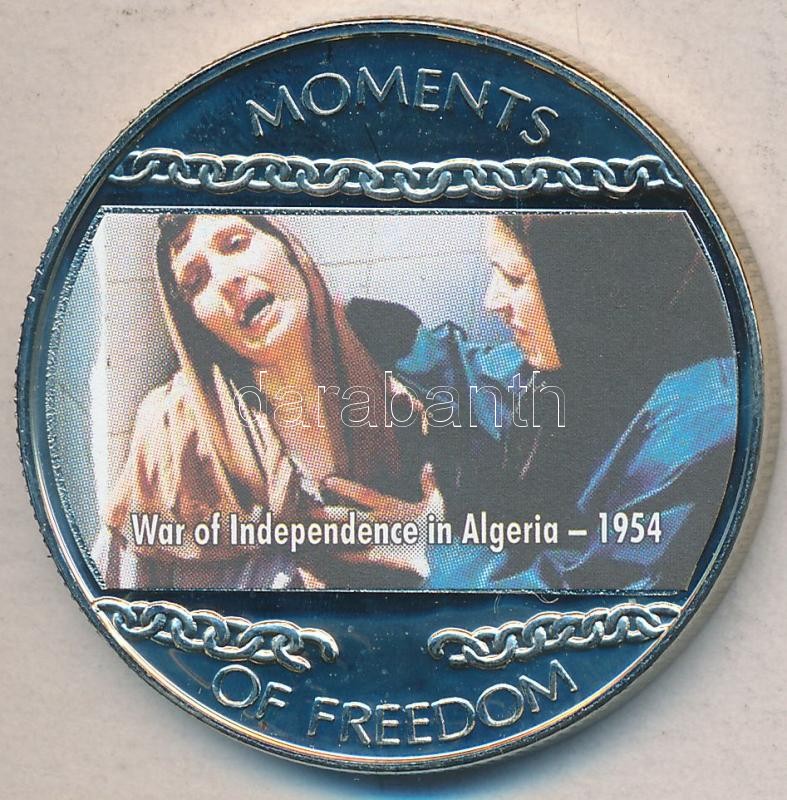 MOMENTS
darabanth
War of Independence in Algeria – 1954
OF FREEDOM